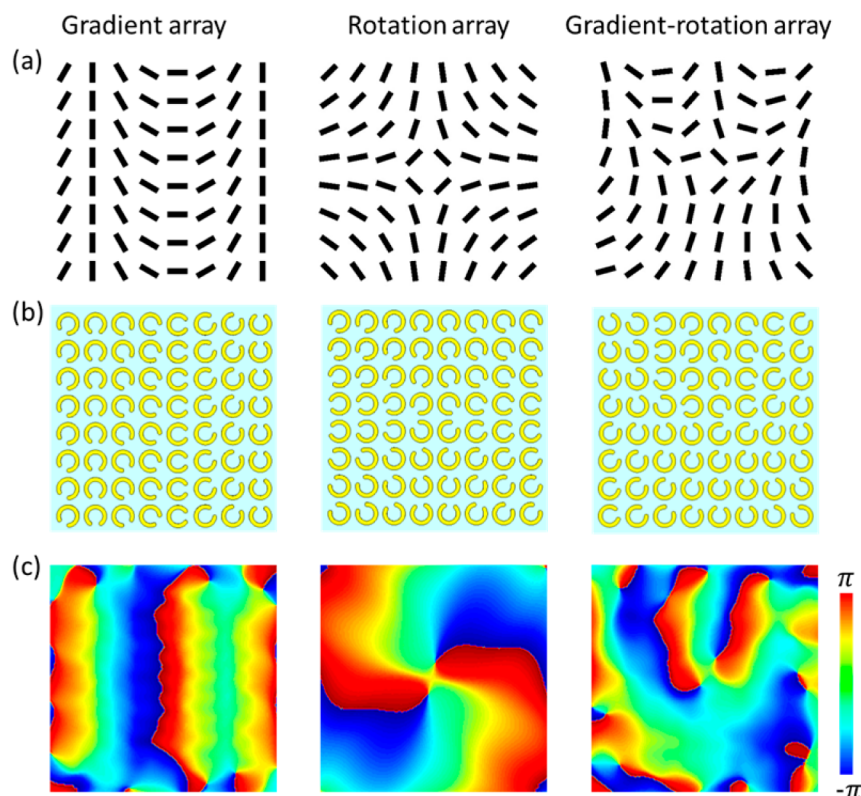 Gradient array Rotation array Gradient-rotation array
(a)
(b)
(c)
π
-π